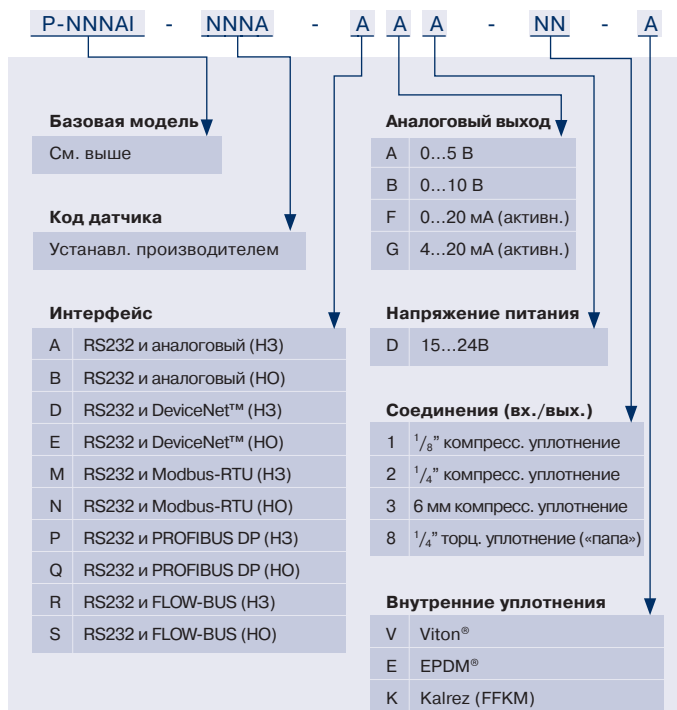 P-NNNAI - NNNA - A A A - NN - A
Базовая модель
См. выше
Код датчика
Устанавл. производителем
Интерфейс
A RS232 и аналоговый (НЗ)
B RS232 и аналоговый (НО)
D RS232 и DeviceNet™ (НЗ)
E RS232 и DeviceNet™ (НО)
M RS232 и Modbus-RTU (НЗ)
N RS232 и Modbus-RTU (НО)
P RS232 и PROFIBUS DP (НЗ)
Q RS232 и PROFIBUS DP (НО)
R RS232 и FLOW-BUS (НЗ)
S RS232 и FLOW-BUS (НО)
Аналоговый выход
A 0…5 В
B 0…10 В
F 0…20 мА (активн.)
G 4…20 мА (активн.)
Напряжение питания
D 15…24В
Соединения (вх./вых.)
1 1/8” компресс. уплотнение
2 1/4” компресс. уплотнение
3 6 мм компресс. уплотнение
8 1/4” торц. уплотнение («папа»)
Внутренние уплотнения
V Viton®
E EPDM®
K Kalrez (FFKM)